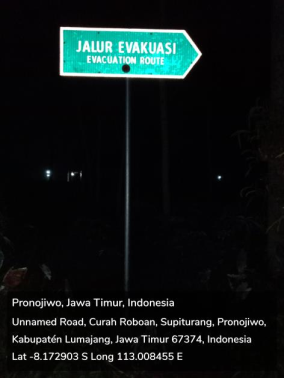 JALUR EVAKUASI
EVACUATION ROUTE
Pronojiwo, Jawa Timur, Indonesia
Unnamed Road, Curah Roboan, Supiturang, Pronojiwo,
Kabupatén Lumajang, Jawa Timur 67374, Indonesia
Lat -8.172903 S Long 113.008455 E